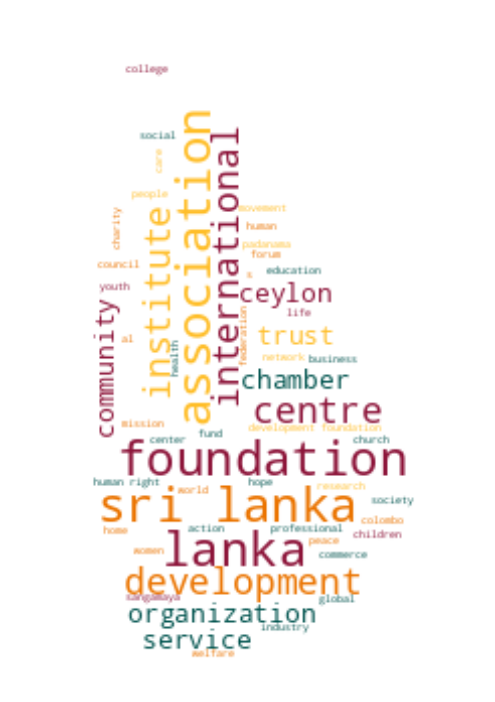 college
social
care
people
association
international
institute
charity
movement
human
padanama
forum
council
education
youth
ceylon
life
community
al
federation
trust
health
network
business
chamber
centre
mission
development foundation
fund
center
church
foundation
human right
hope
research
world
sri lanka
society
colombo
home
action
professional
children
lanka
peace
women
commerce
development
sangamaya
global
organization
industry
service
welfare